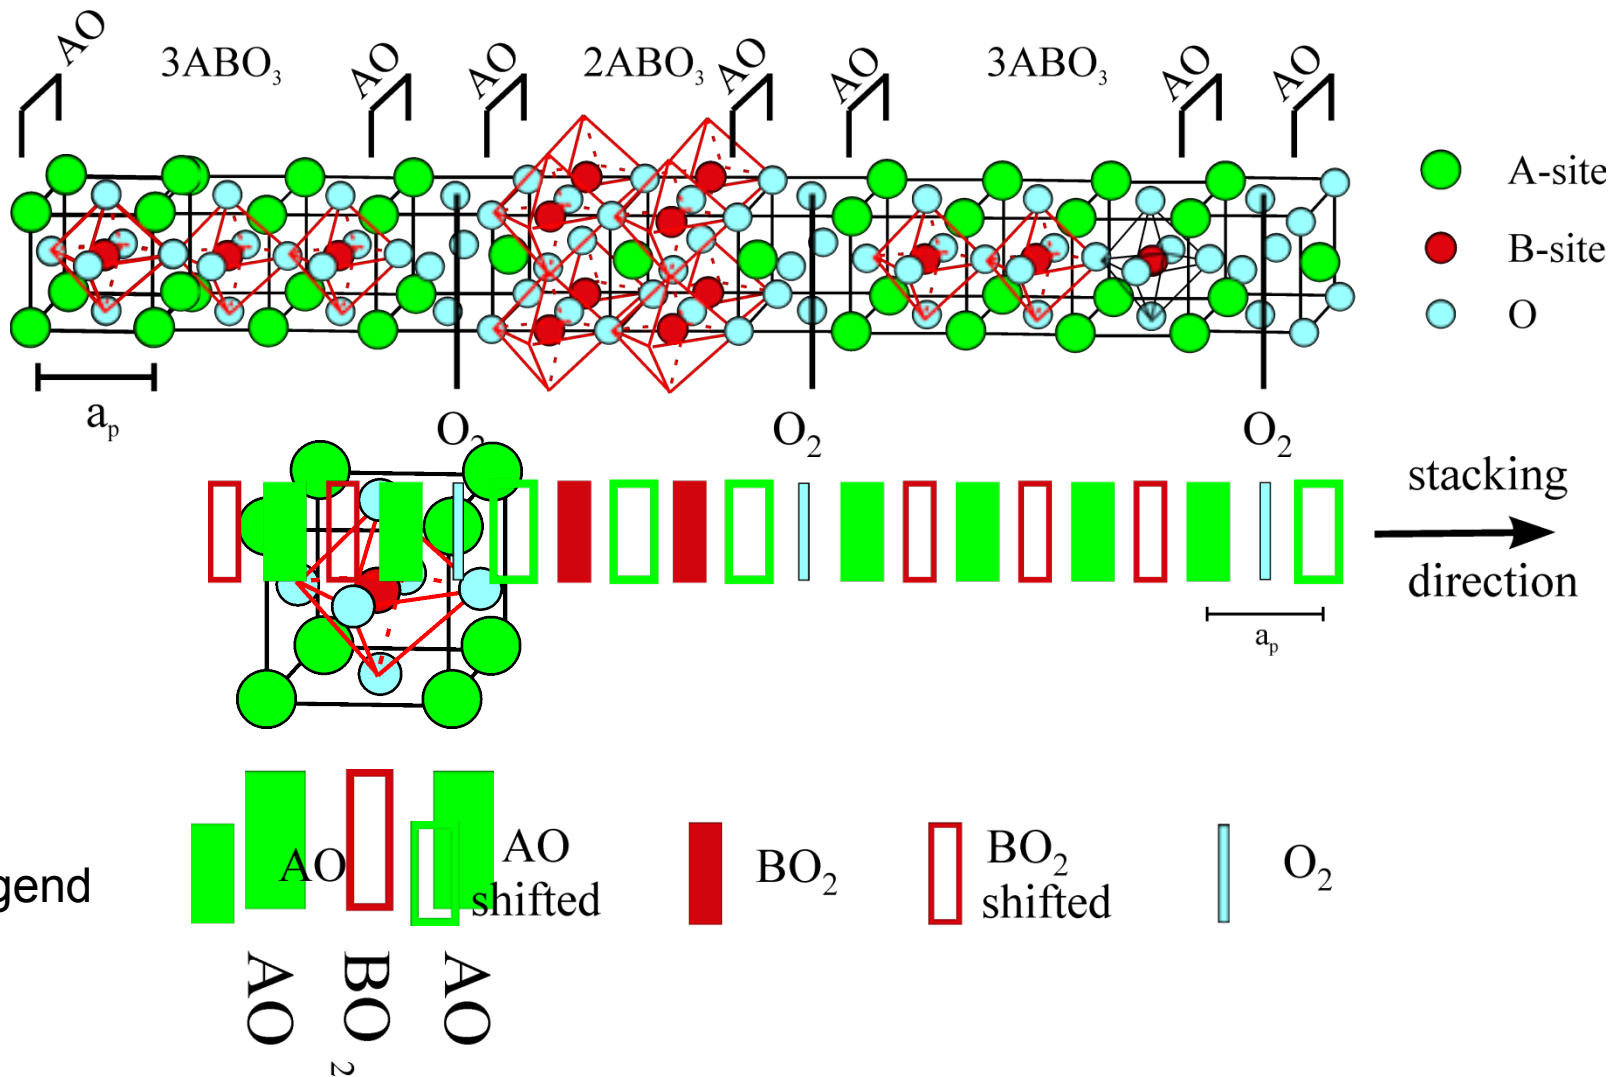 AO 3ABO₃ AO AO 2ABO₃ AO AO 3ABO₃ AO AO
A-site
B-site
O
aₚ
O₂ O₂ O₂
stacking
direction
aₚ
gend
AO
AO
shifted
BO₂
BO₂
shifted
O₂
AO BO₂ AO